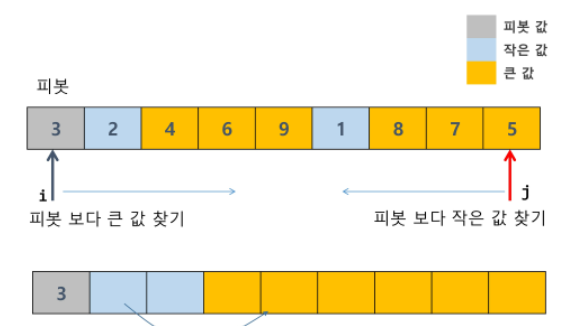 피봇 값
작은 값
큰 값
피봇
3 2 4 6 9 1 8 7 5
i j
피봇 보다 큰 값 찾기 피봇 보다 작은 값 찾기
3